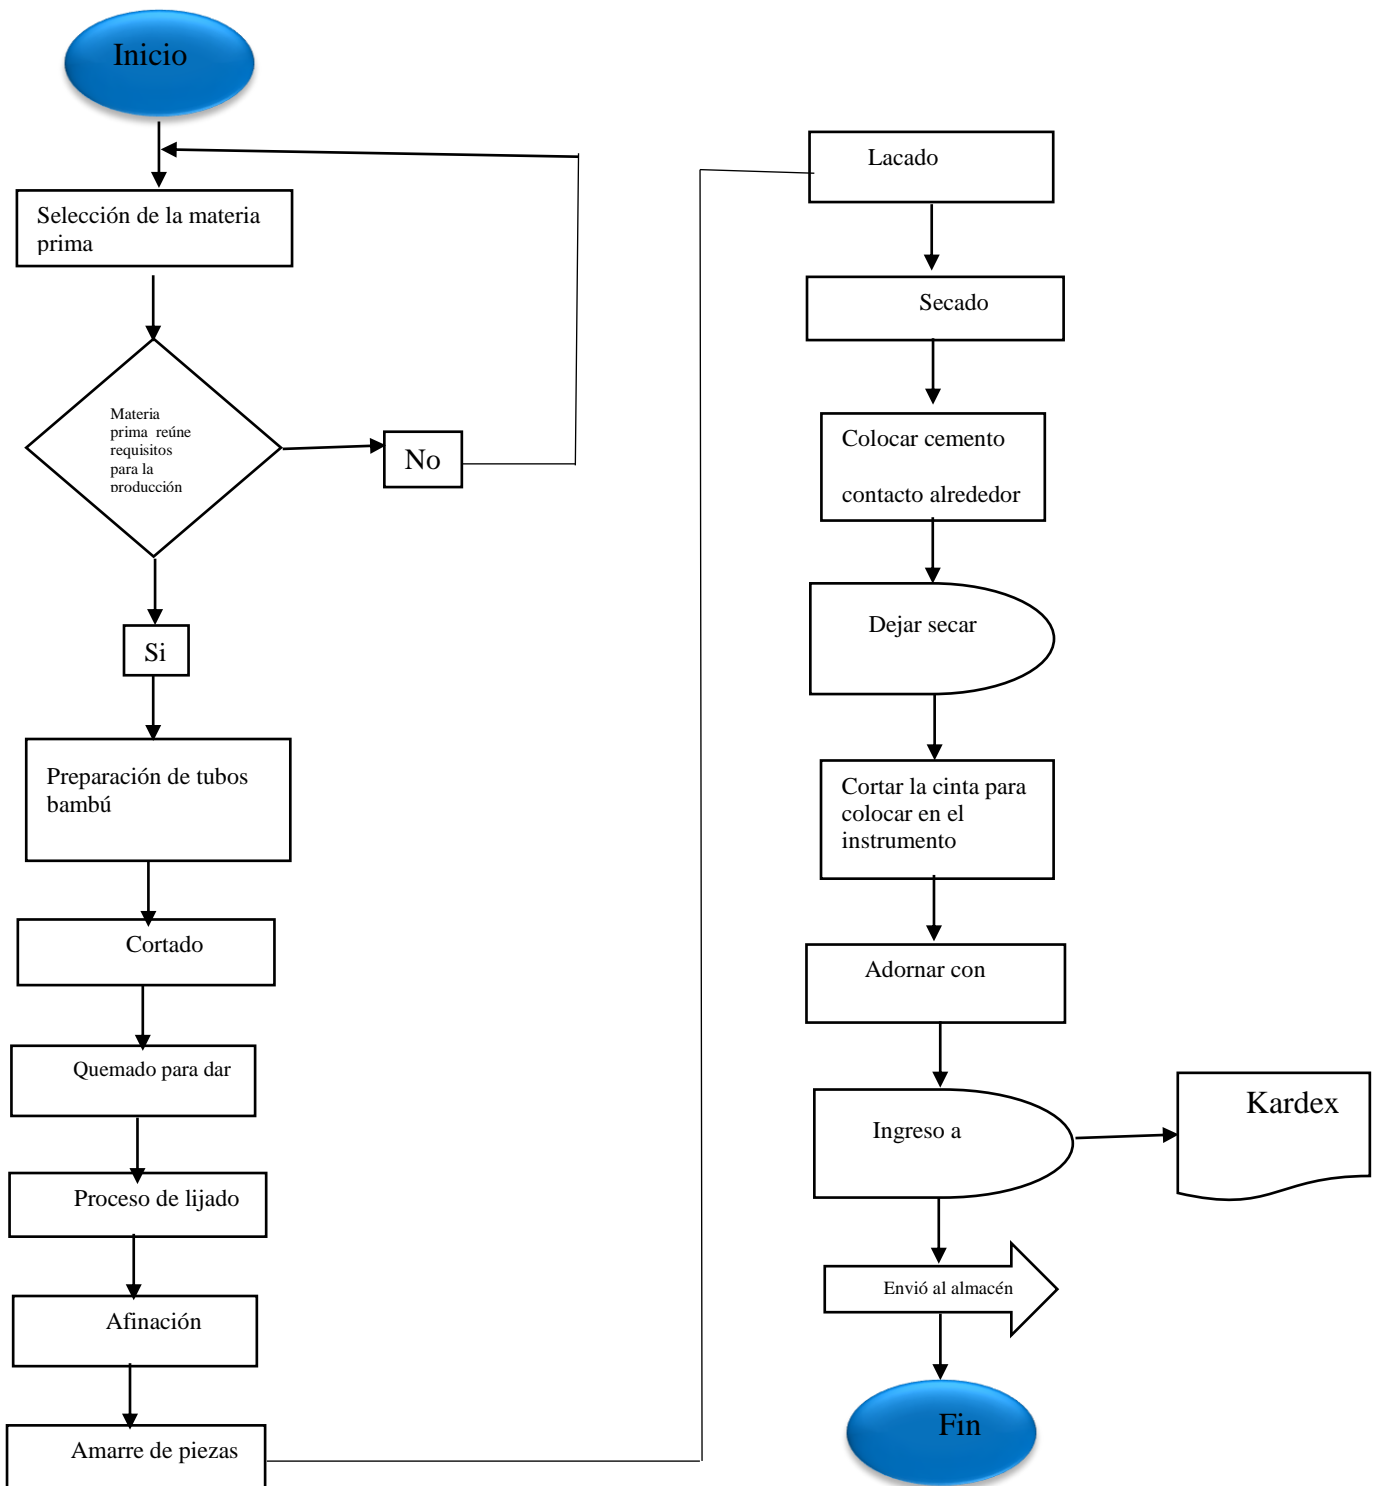 Inicio
Selección de la materia
prima
Materia
prima reúne
requisitos
para la
producción
No
Si
Preparación de tubos
bambú
Cortado
Quemado para dar
Proceso de lijado
Afinación
Amarre de piezas
Lacado
Secado
Colocar cemento
contacto alrededor
Dejar secar
Cortar la cinta para
colocar en el
instrumento
Adornar con
Ingreso a
Kardex
Envió al almacén
Fin